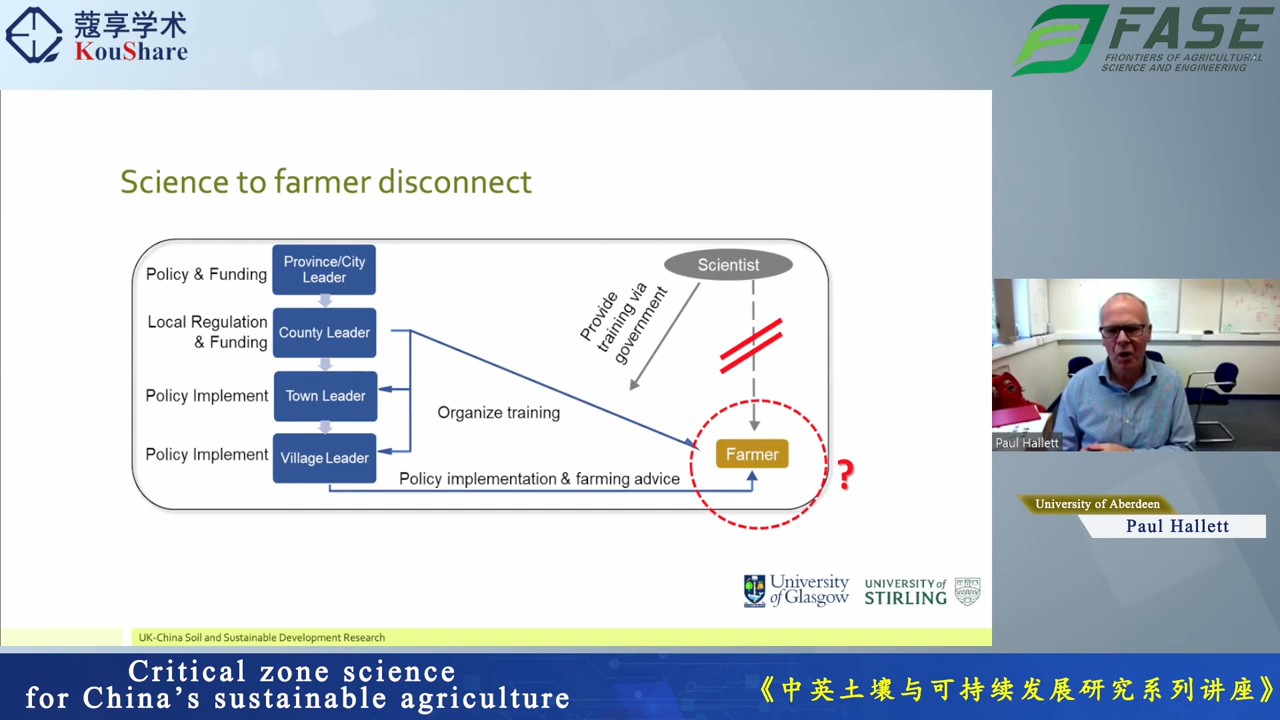 蔻享学术
KouShare
FASE
FRONTIERS OF AGRICULTURAL
SCIENCE AND ENGINEERING
Science to farmer disconnect
Policy & Funding
Province/City
Leader
Local Regulation
& Funding
County Leader
Policy Implement
Town Leader
Policy Implement
Village Leader
Scientist
Provide
training via
government
Organize training
Farmer
?
Policy implementation & farming advice
Paul Hallett
University of Aberdeen
Paul Hallett
University
of Glasgow
UNIVERSITY of
STIRLING
UK-China Soil and Sustainable Development Research
Critical zone science
for China's sustainable agriculture
《中英土壤与可持续发展研究系列讲座》